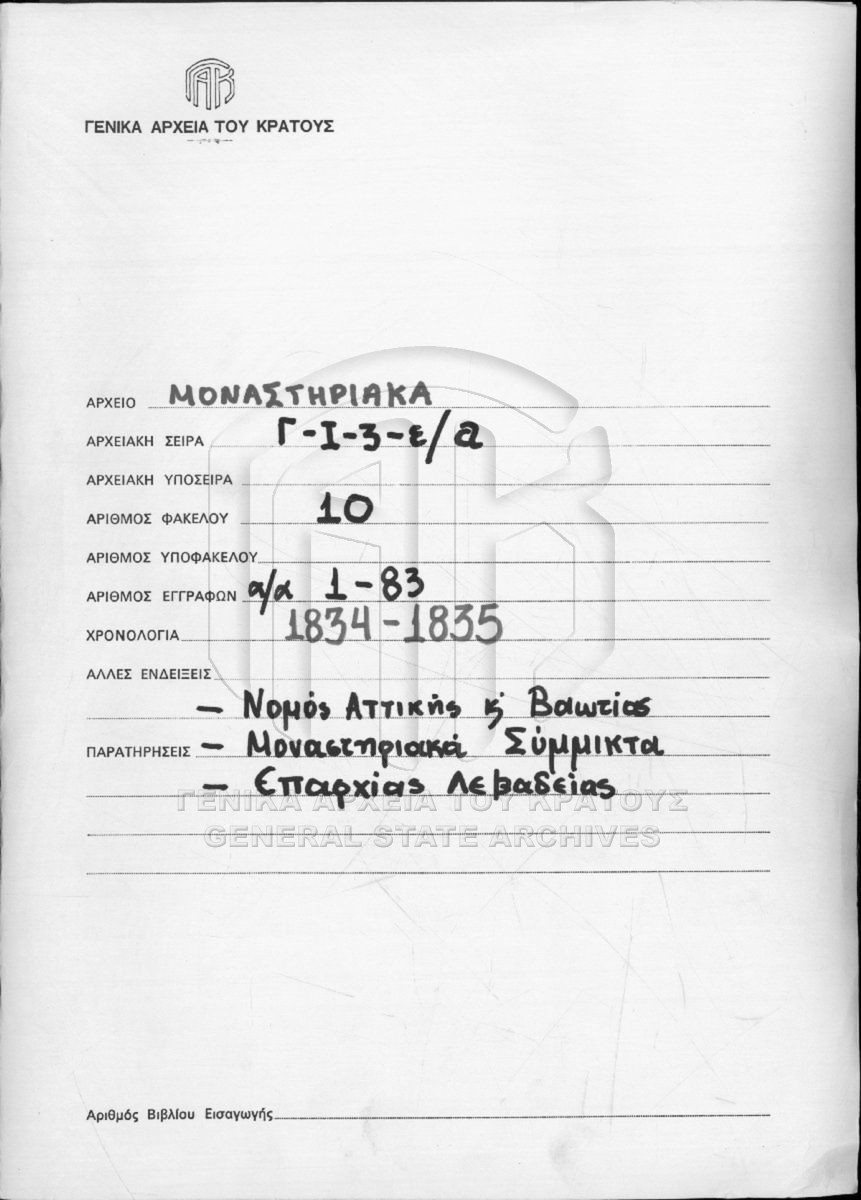 ΓΑΚ
ΓΕΝΙΚΑ ΑΡΧΕΙΑ ΤΟΥ ΚΡΑΤΟΥΣ
ΑΡΧΕΙΟ ΜΟΝΑΣΤΗΡΙΑΚΑ
ΑΡΧΕΙΑΚΗ ΣΕΙΡΑ Γ-Ι-3-ε/a
ΑΡΧΕΙΑΚΗ ΥΠΟΣΕΙΡΑ
ΑΡΙΘΜΟΣ ΦΑΚΕΛΟΥ 10
ΑΡΙΘΜΟΣ ΥΠΟΦΑΚΕΛΟΥ
ΑΡΙΘΜΟΣ ΕΓΓΡΑΦΩΝ α/α 1-83
ΧΡΟΝΟΛΟΓΙΑ 1834-1835
ΑΛΛΕΣ ΕΝΔΕΙΞΕΙΣ
– Νομός Αττικής κ' Βοιωτίας
ΠΑΡΑΤΗΡΗΣΕΙΣ – Μοναστηριακά Σύμμικτα
– Επαρχίας Λεβαδείας
ΓΕΝΙΚΑ ΑΡΧΕΙΑ ΤΟΥ ΚΡΑΤΟΥΣ
GENERAL STATE ARCHIVES
Αριθμός Βιβλίου Εισαγωγής